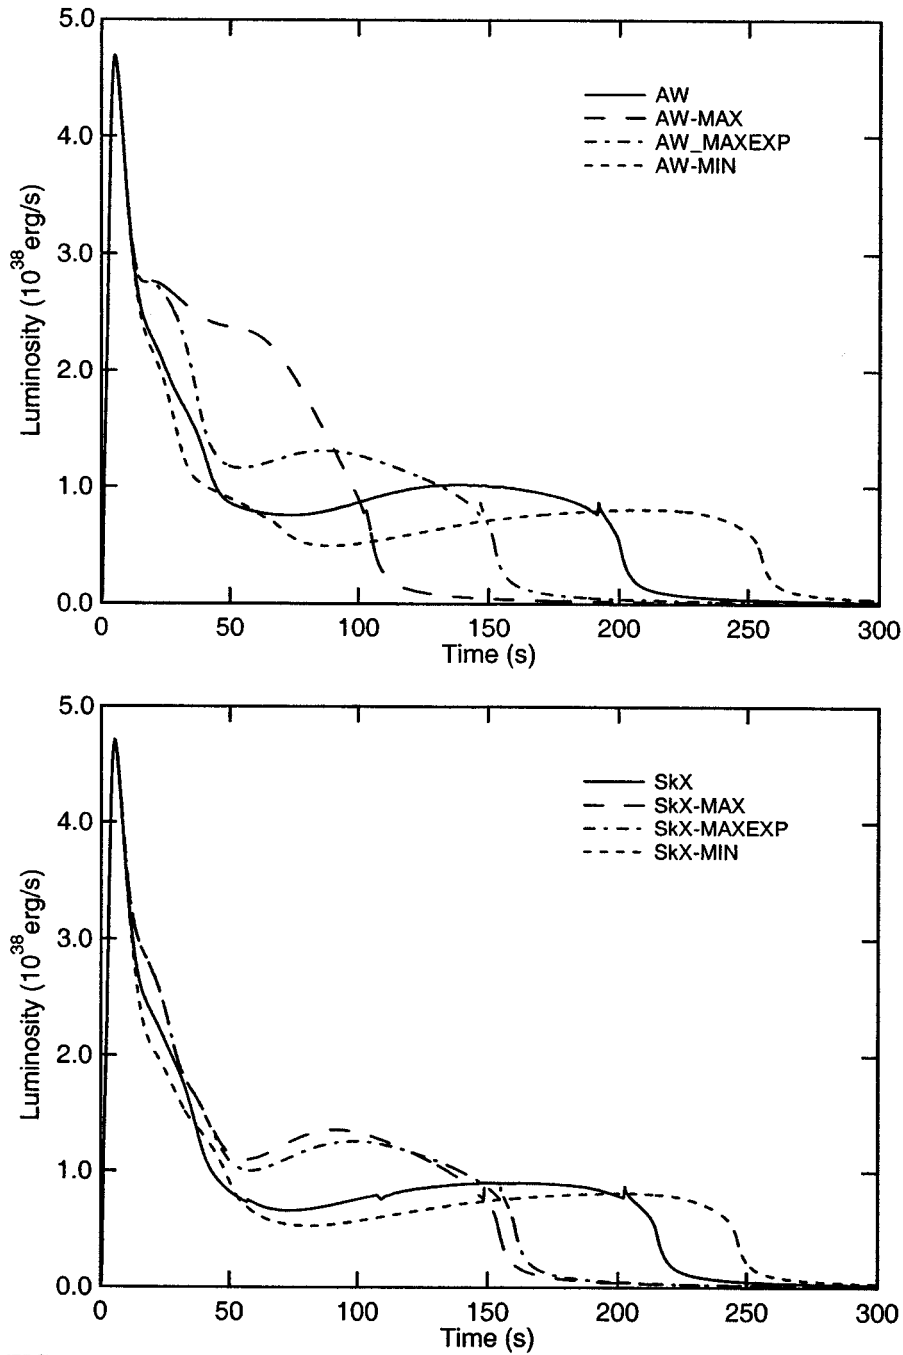 5.0
4.0
3.0
2.0
1.0
0.0
Luminosity (10^38 erg/s)
AW
AW-MAX
AW_MAXEXP
AW-MIN
0 50 100 150 200 250 300
Time (s)
5.0
4.0
3.0
2.0
1.0
0.0
Luminosity (10^38 erg/s)
SkX
SkX-MAX
SkX-MAXEXP
SkX-MIN
0 50 100 150 200 250 300
Time (s)